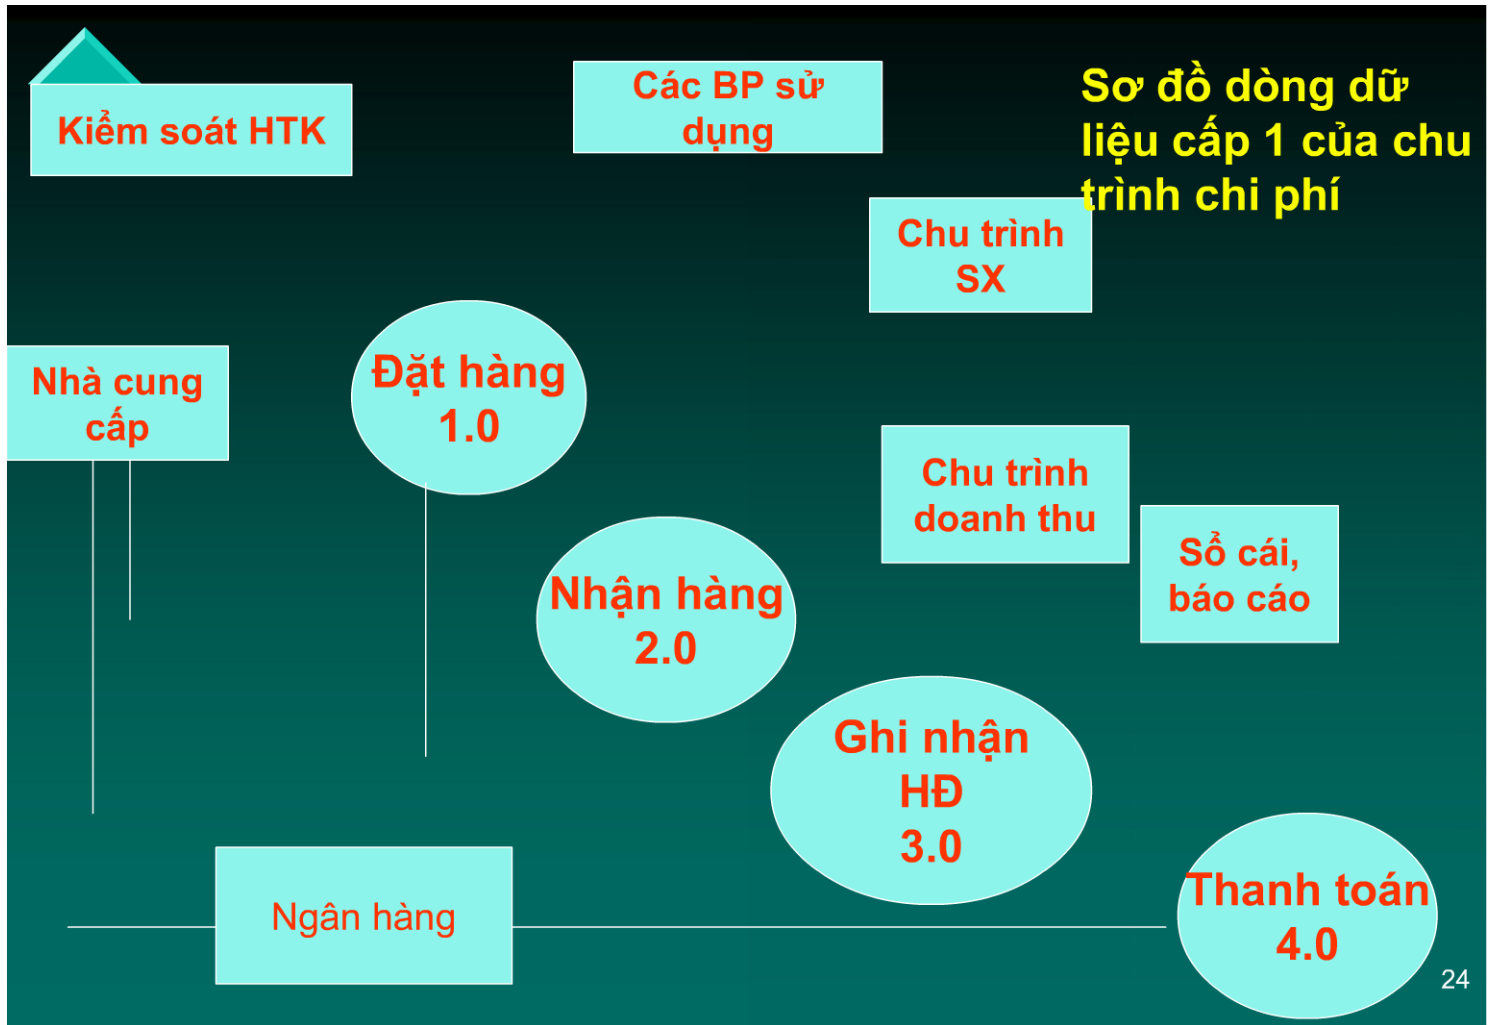 Kiểm soát HTK
Các BP sử
dụng
Sơ đồ dòng dữ
liệu cấp 1 của chu
trình chi phí
Chu trình
SX
Nhà cung
cấp
Đặt hàng
1.0
Chu trình
doanh thu
Sổ cái,
báo cáo
Nhận hàng
2.0
Ghi nhận
HĐ
3.0
Ngân hàng
Thanh toán
4.0
24